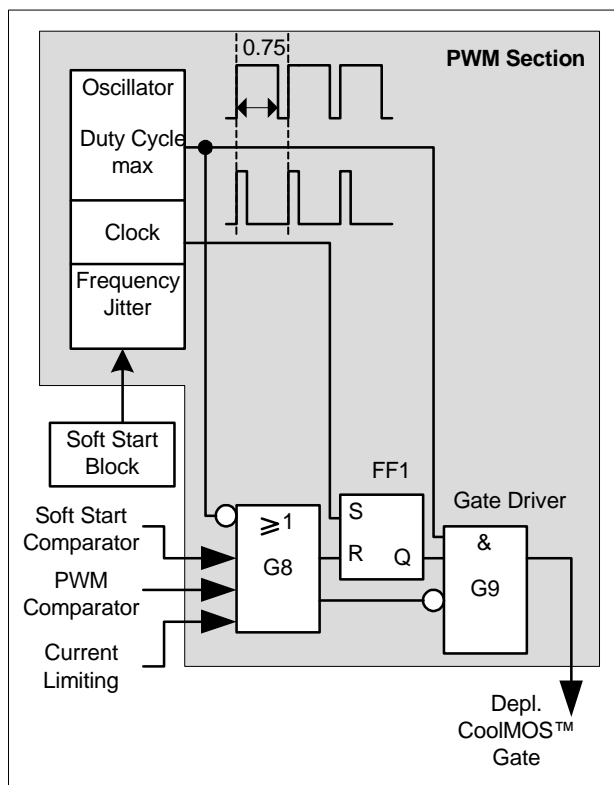 0.75
PWM Section
Oscillator
Duty Cycle
max
Clock
Frequency
Jitter
Soft Start
Block
FF1
Gate Driver
Soft Start
Comparator
PWM
Comparator
Current
Limiting
⩾1
G8
S
R
Q
&
G9
Depl.
CoolMOS™
Gate